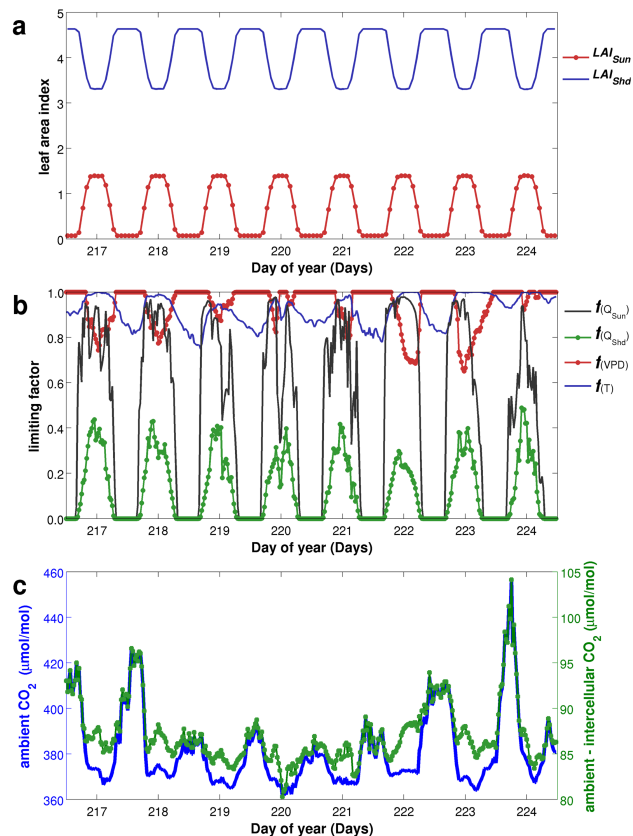 a
5
4
3
2
1
0
leaf area index
217 218 219 220 221 222 223 224
Day of year (Days)
LAI Sun
LAI Shd
b
1.0
0.8
0.6
0.4
0.2
0.0
limiting factor
217 218 219 220 221 222 223 224
Day of year (Days)
f(QSun)
f(QShd)
f(VPD)
f(T)
c
460
440
420
400
380
360
ambient CO2 (μmol/mol)
105
100
95
90
85
80
ambient - intercellular CO2 (μmol/mol)
217 218 219 220 221 222 223 224
Day of year (Days)